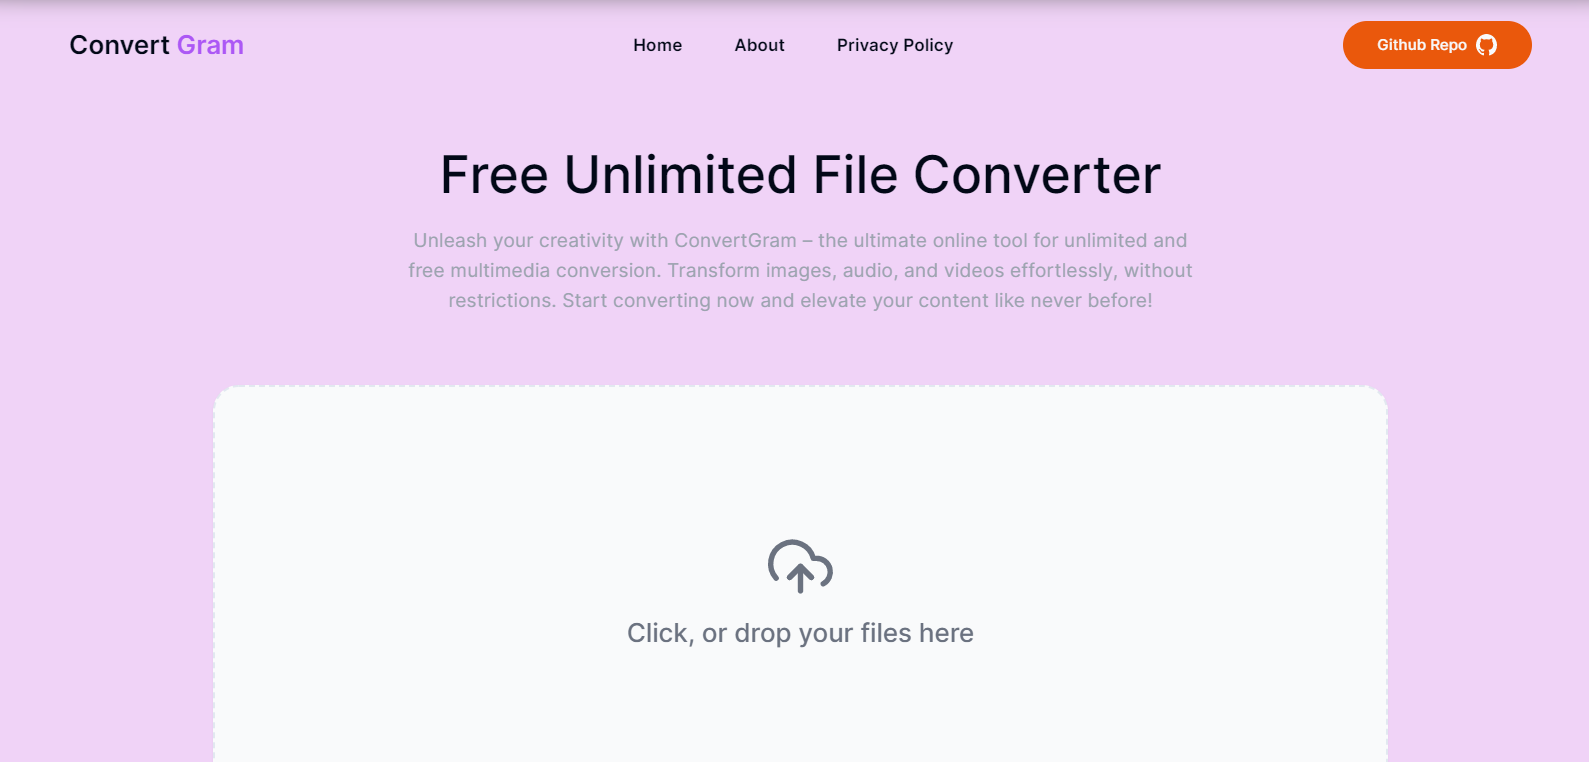 Convert Gram
Home
About
Privacy Policy
Github Repo
Free Unlimited File Converter
Unleash your creativity with ConvertGram – the ultimate online tool for unlimited and
free multimedia conversion. Transform images, audio, and videos effortlessly, without
restrictions. Start converting now and elevate your content like never before!
Click, or drop your files here